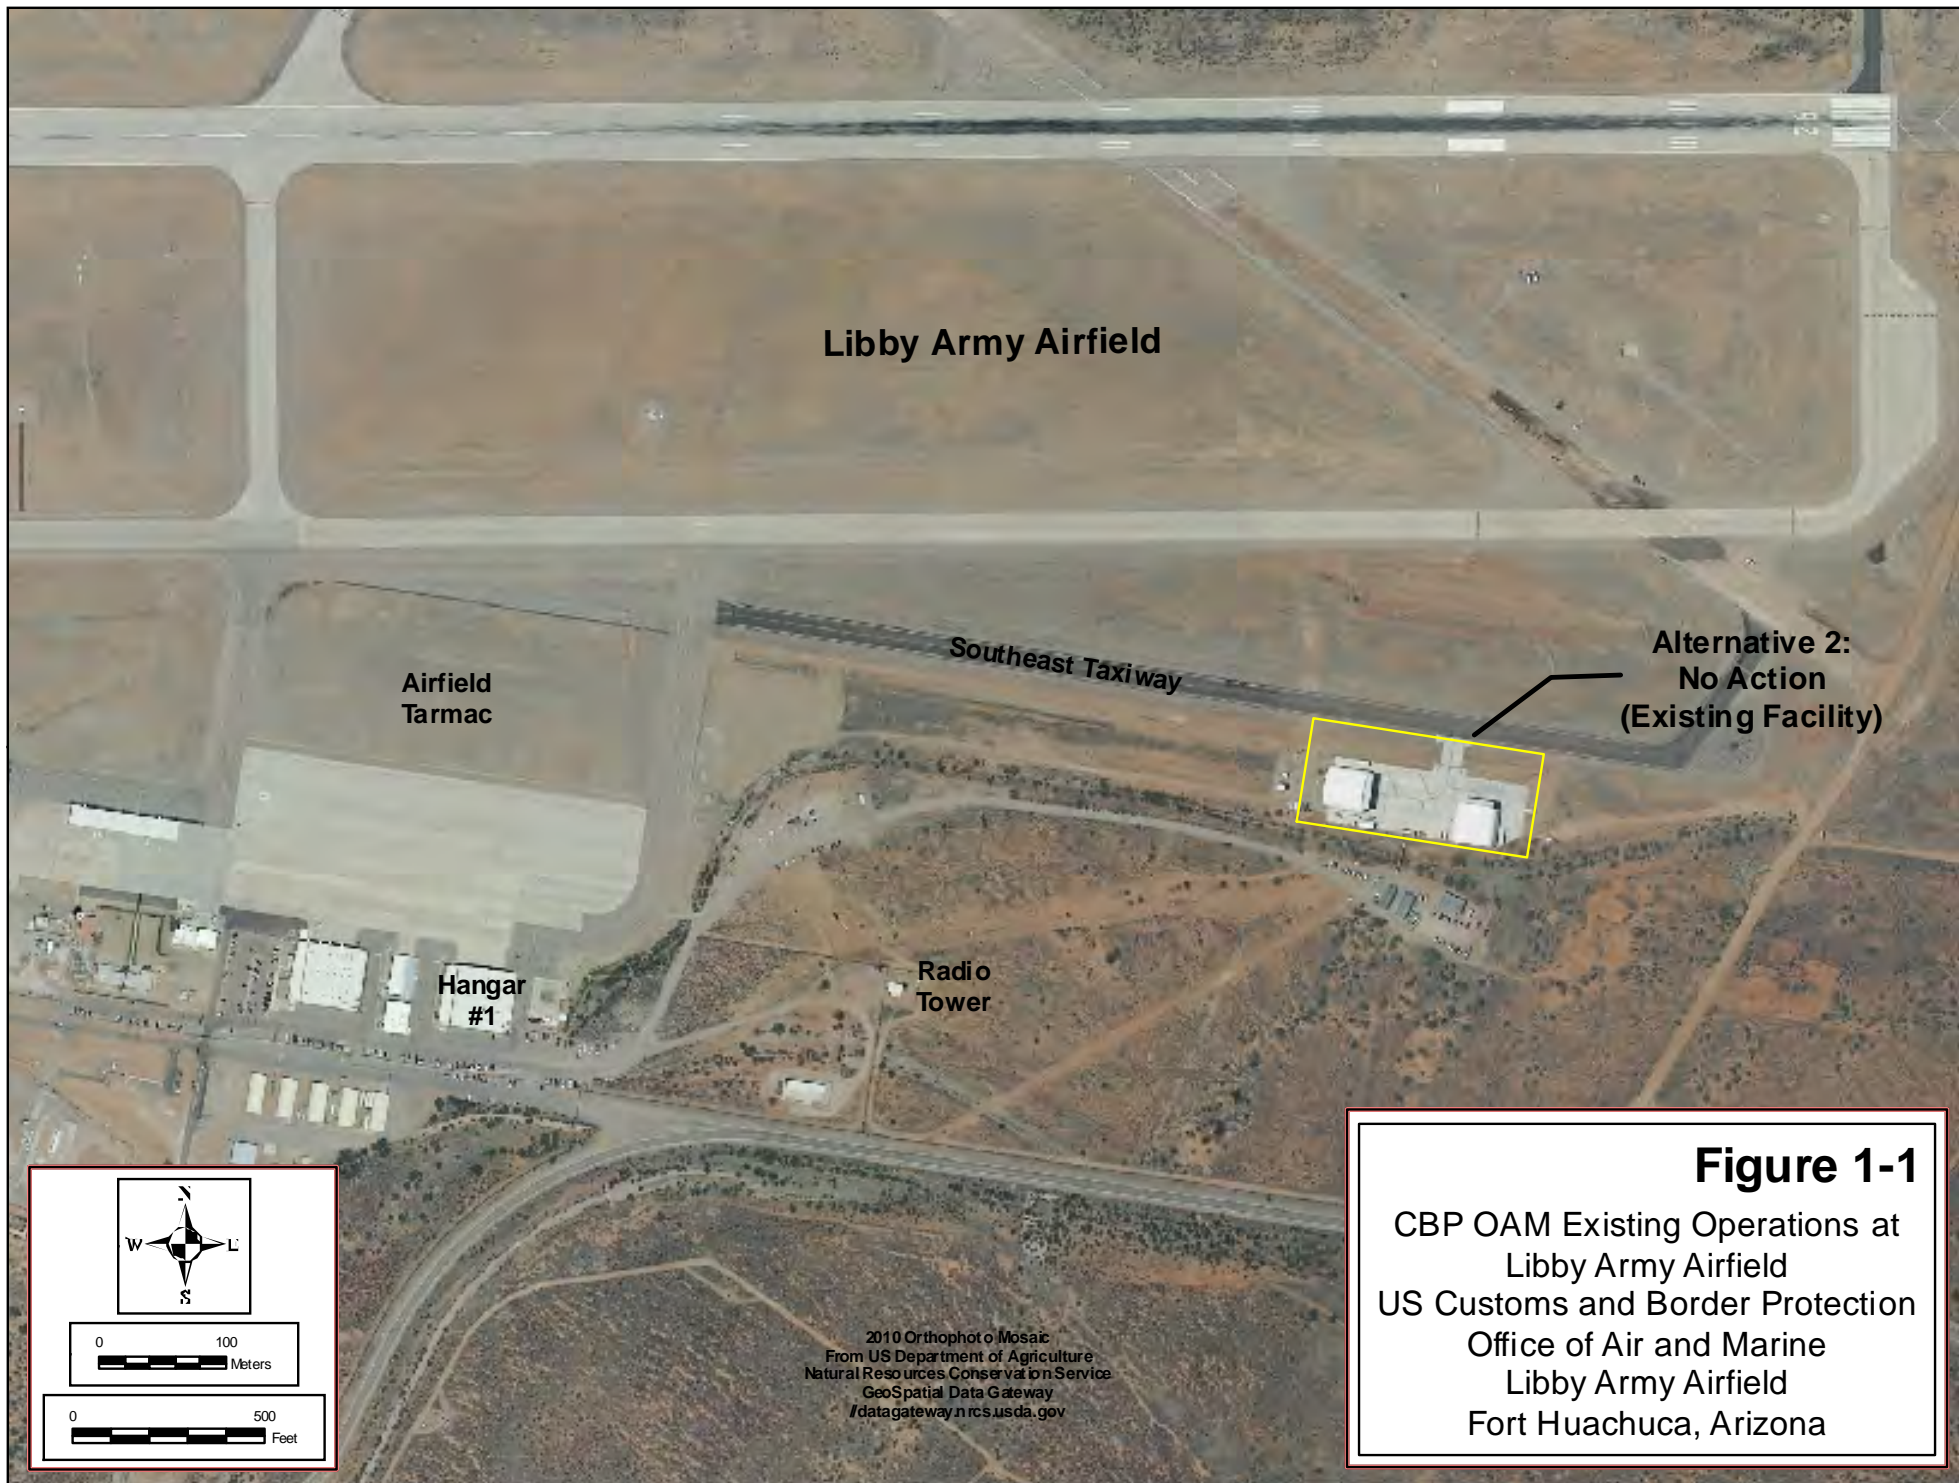 26
Libby Army Airfield
Southeast Taxiway
Alternative 2:
No Action
(Existing Facility)
Airfield
Tarmac
Hangar
#1
Radio
Tower
N
W E
S
0 100
Meters
0 500
Feet
2010 Orthophoto Mosaic
From US Department of Agriculture
Natural Resources Conservation Service
GeoSpatial Data Gateway
//datagateway.nrcs.usda.gov
Figure 1-1
CBP OAM Existing Operations at
Libby Army Airfield
US Customs and Border Protection
Office of Air and Marine
Libby Army Airfield
Fort Huachuca, Arizona